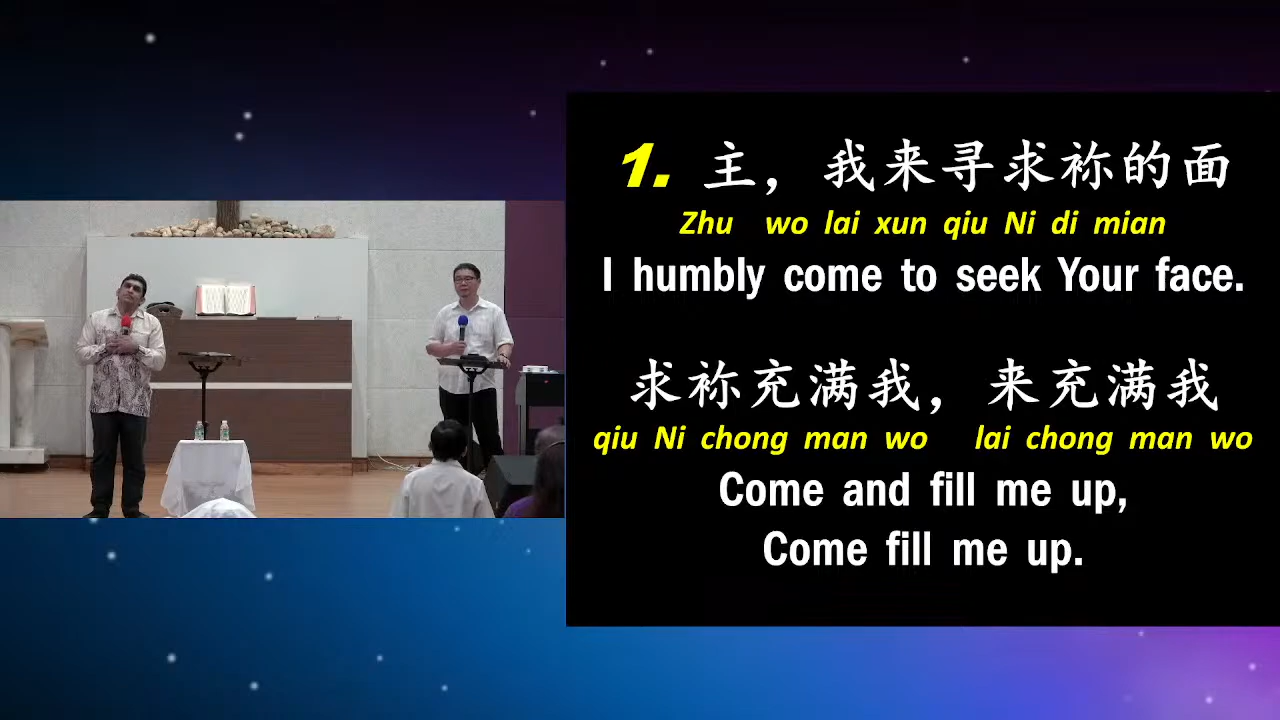 1. 主，我来寻求祢的面
Zhu wo lai xun qiu Ni di mian
I humbly come to seek Your face.
求祢充满我，来充满我
qiu Ni chong man wo lai chong man wo
Come and fill me up,
Come fill me up.